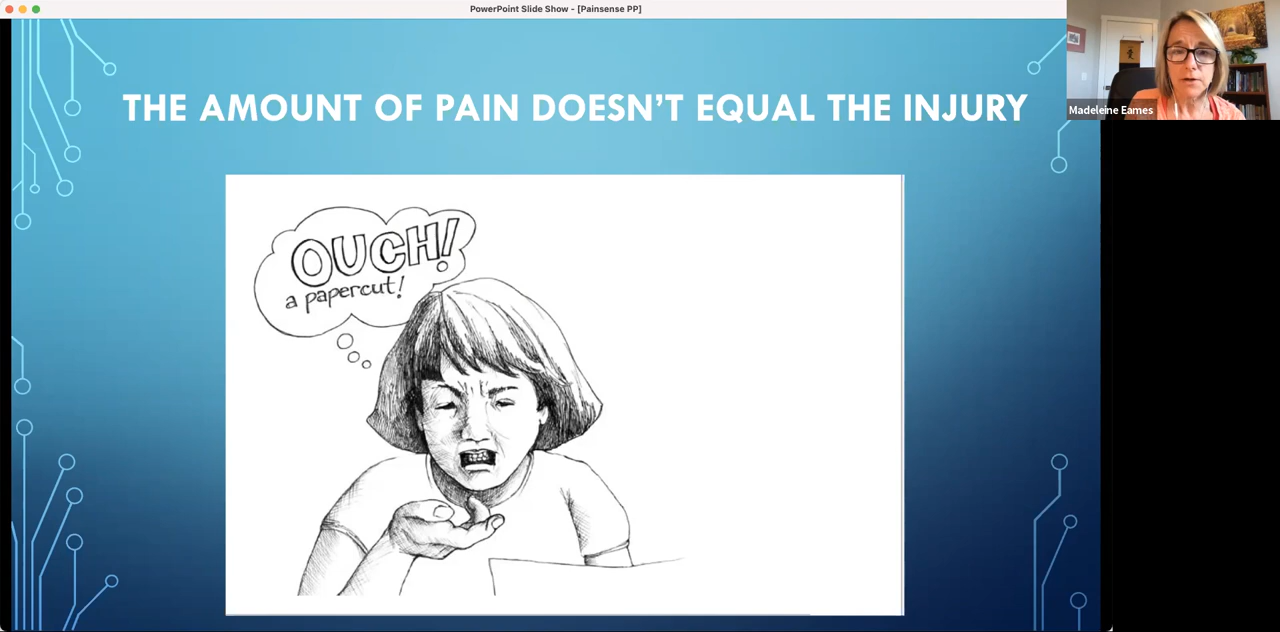 PowerPoint Slide Show - [Painsense PP]
THE AMOUNT OF PAIN DOESN'T EQUAL THE INJURY
Madeleine Eames
OUCH!
a papercut!